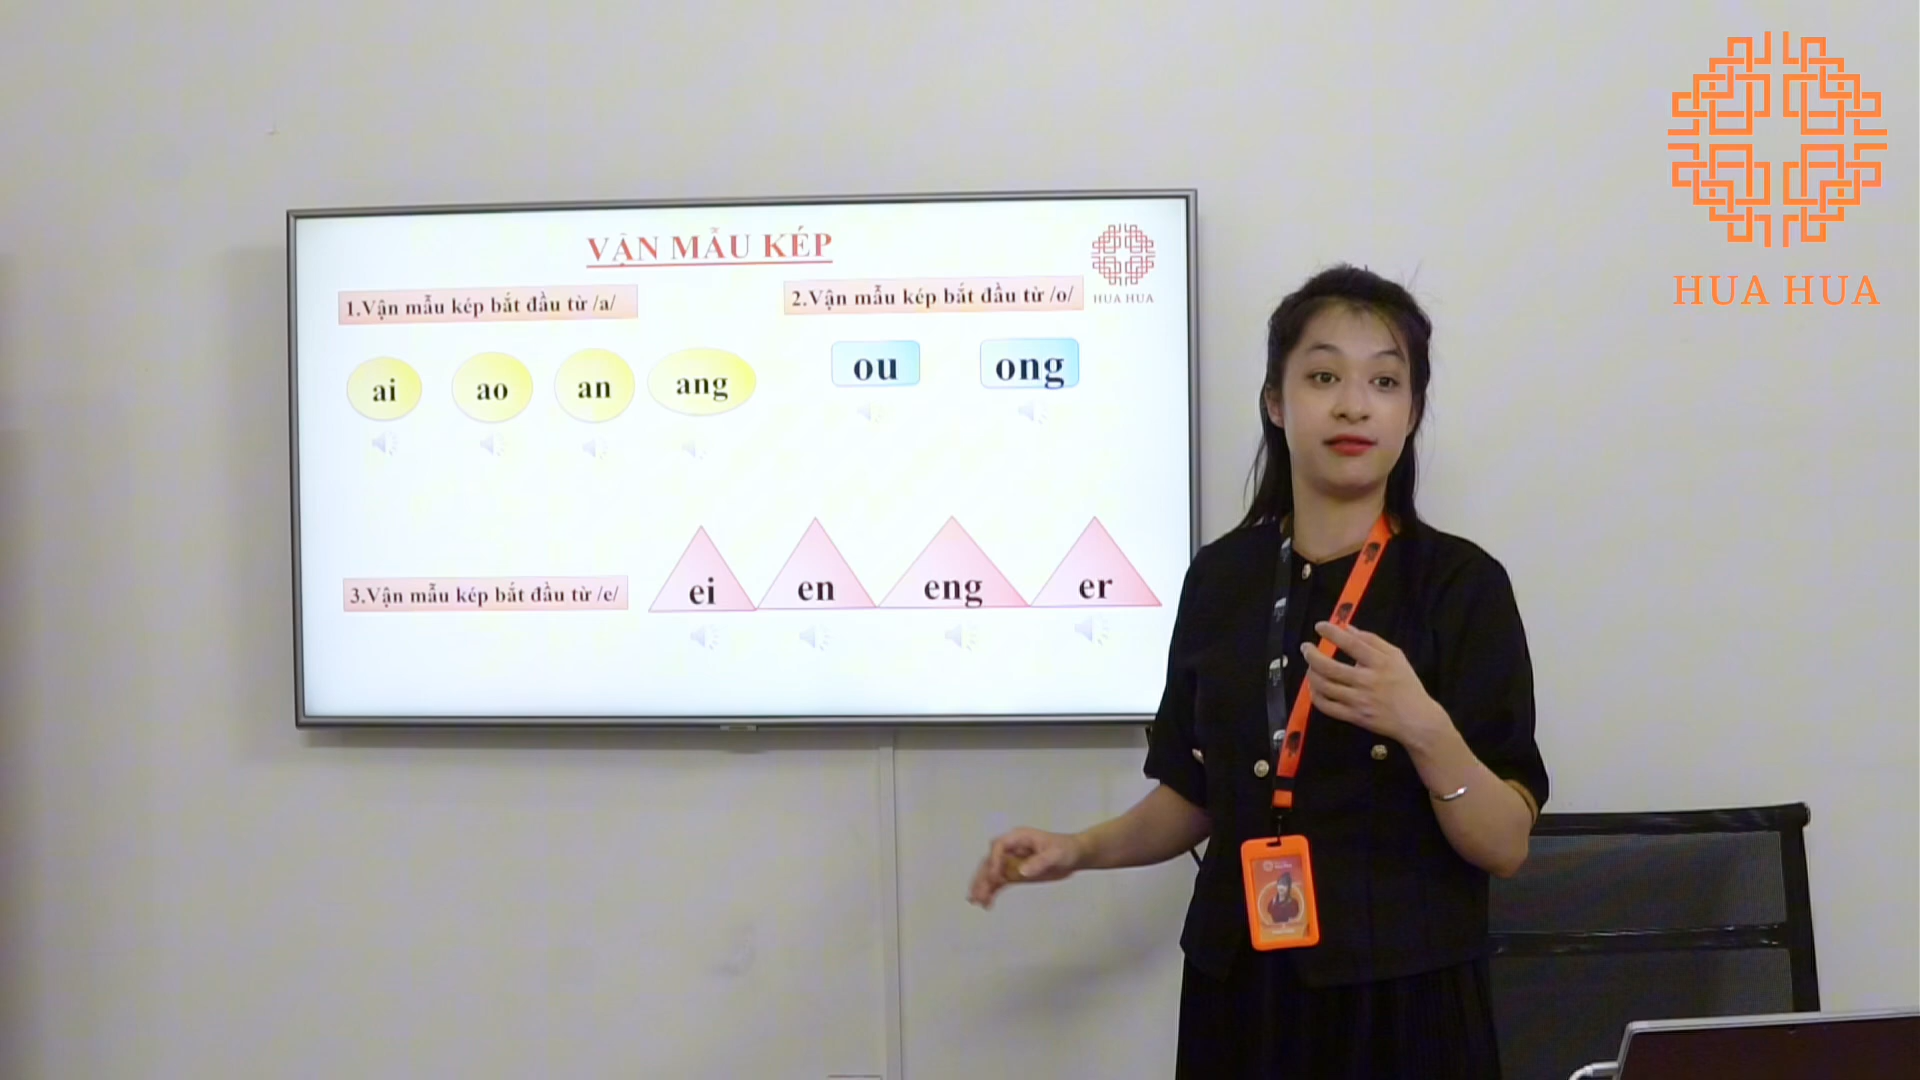 VẬN MẪU KÉP
HUA HUA
1.Vận mẫu kép bắt đầu từ /a/
2.Vận mẫu kép bắt đầu từ /o/
ai
ao
an
ang
ou
ong
3.Vận mẫu kép bắt đầu từ /e/
ei
en
eng
er
HUA HUA